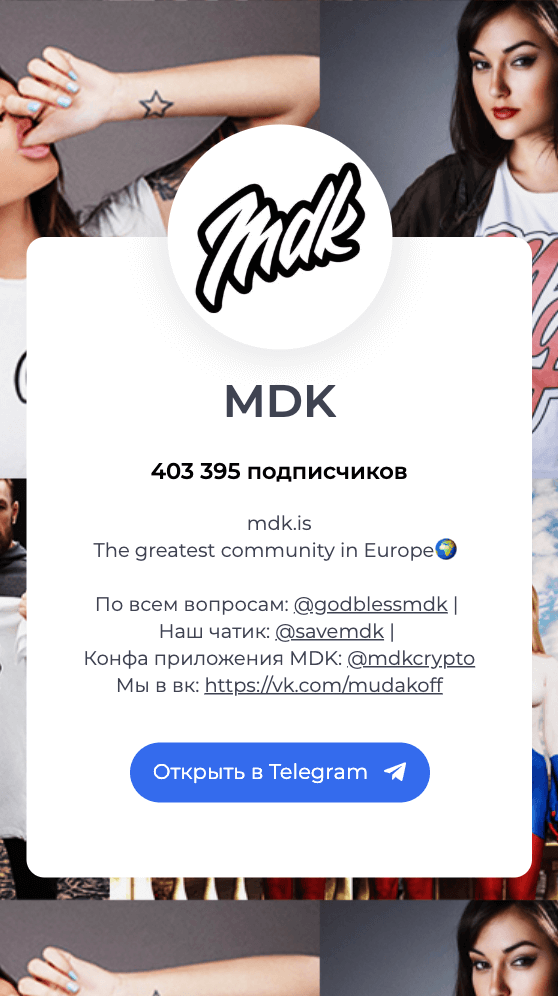 Mdk
MDK
403 395 подписчиков
mdk.is
The greatest community in Europe🌍
По всем вопросам: @godblessmdk |
Наш чатик: @savemdk |
Конфа приложения MDK: @mdkcrypto
Мы в вк: https://vk.com/mudakoff
Открыть в Telegram